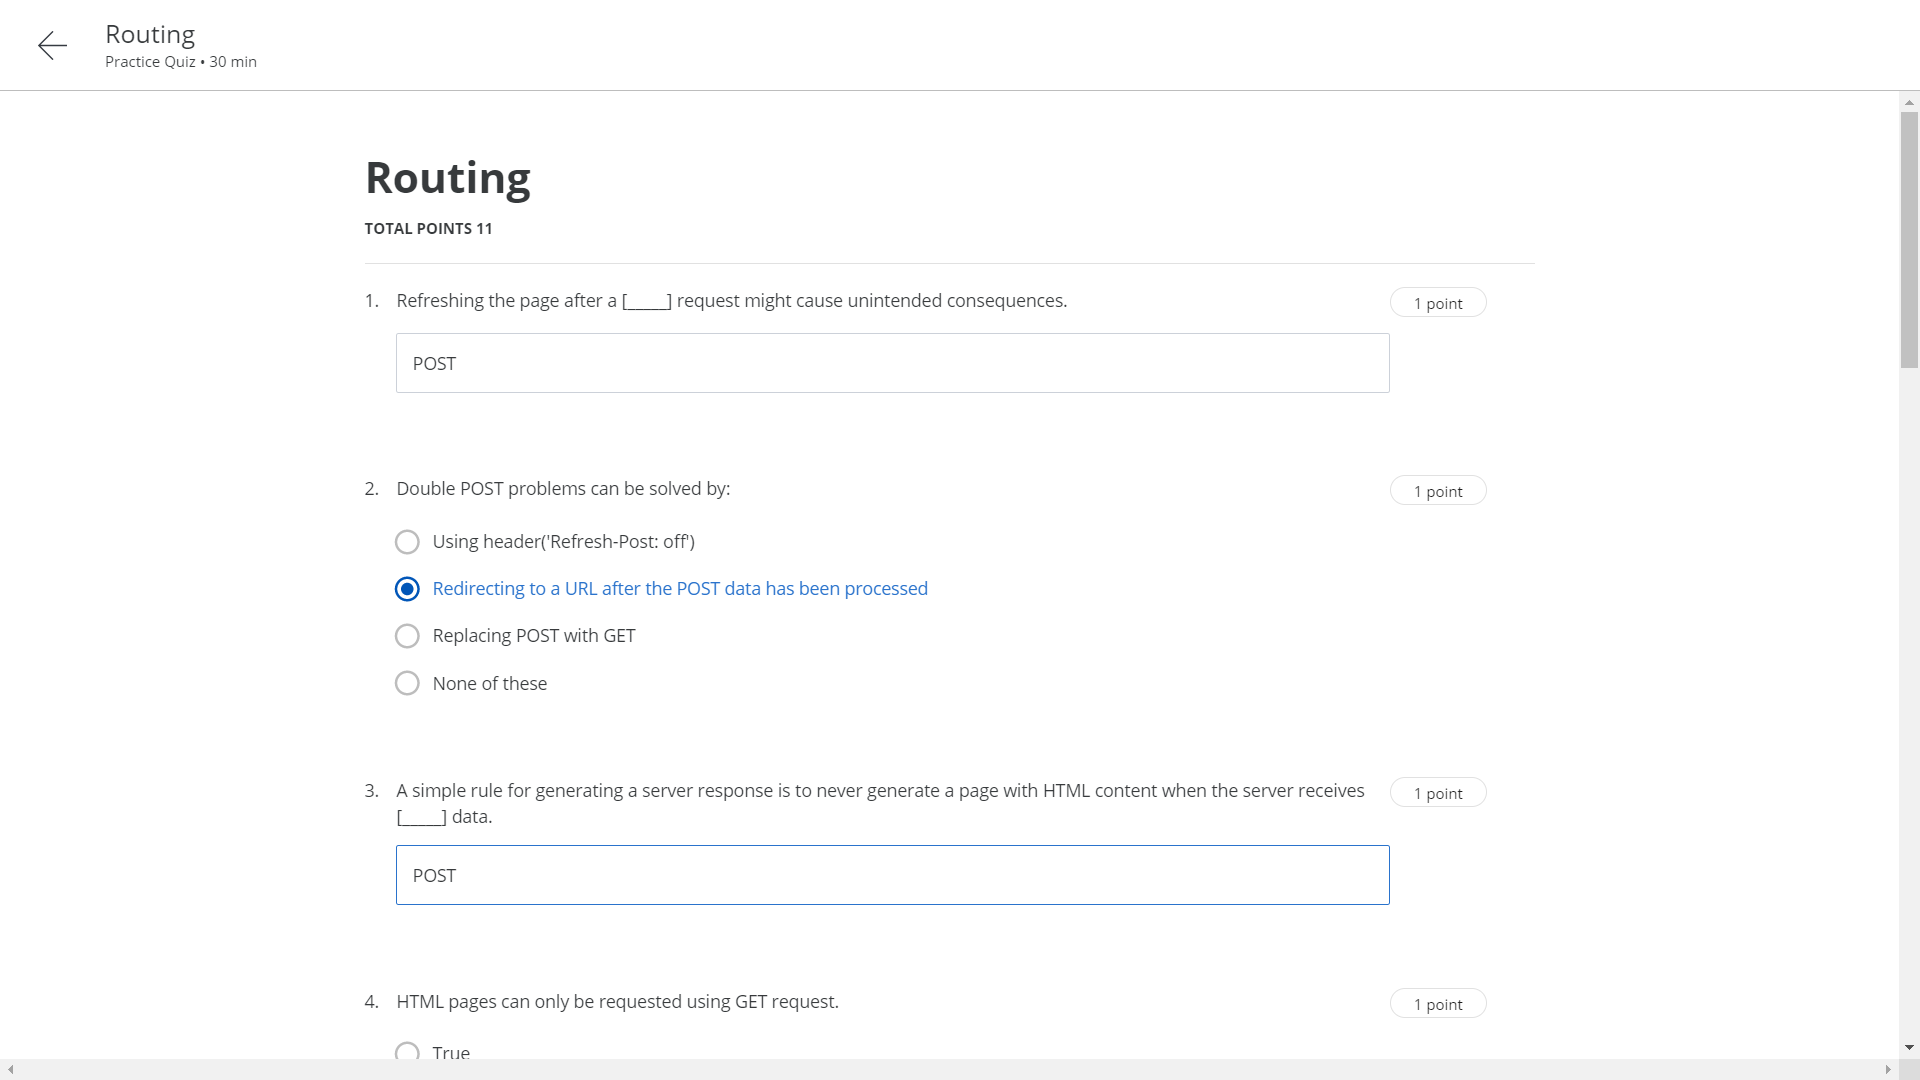 Routing
Practice Quiz • 30 min
Routing
TOTAL POINTS 11
1. Refreshing the page after a [_____] request might cause unintended consequences.
1 point
POST
2. Double POST problems can be solved by:
1 point
Using header('Refresh-Post: off')
Redirecting to a URL after the POST data has been processed
Replacing POST with GET
None of these
3. A simple rule for generating a server response is to never generate a page with HTML content when the server receives
[_____] data.
1 point
POST
4. HTML pages can only be requested using GET request.
1 point
True